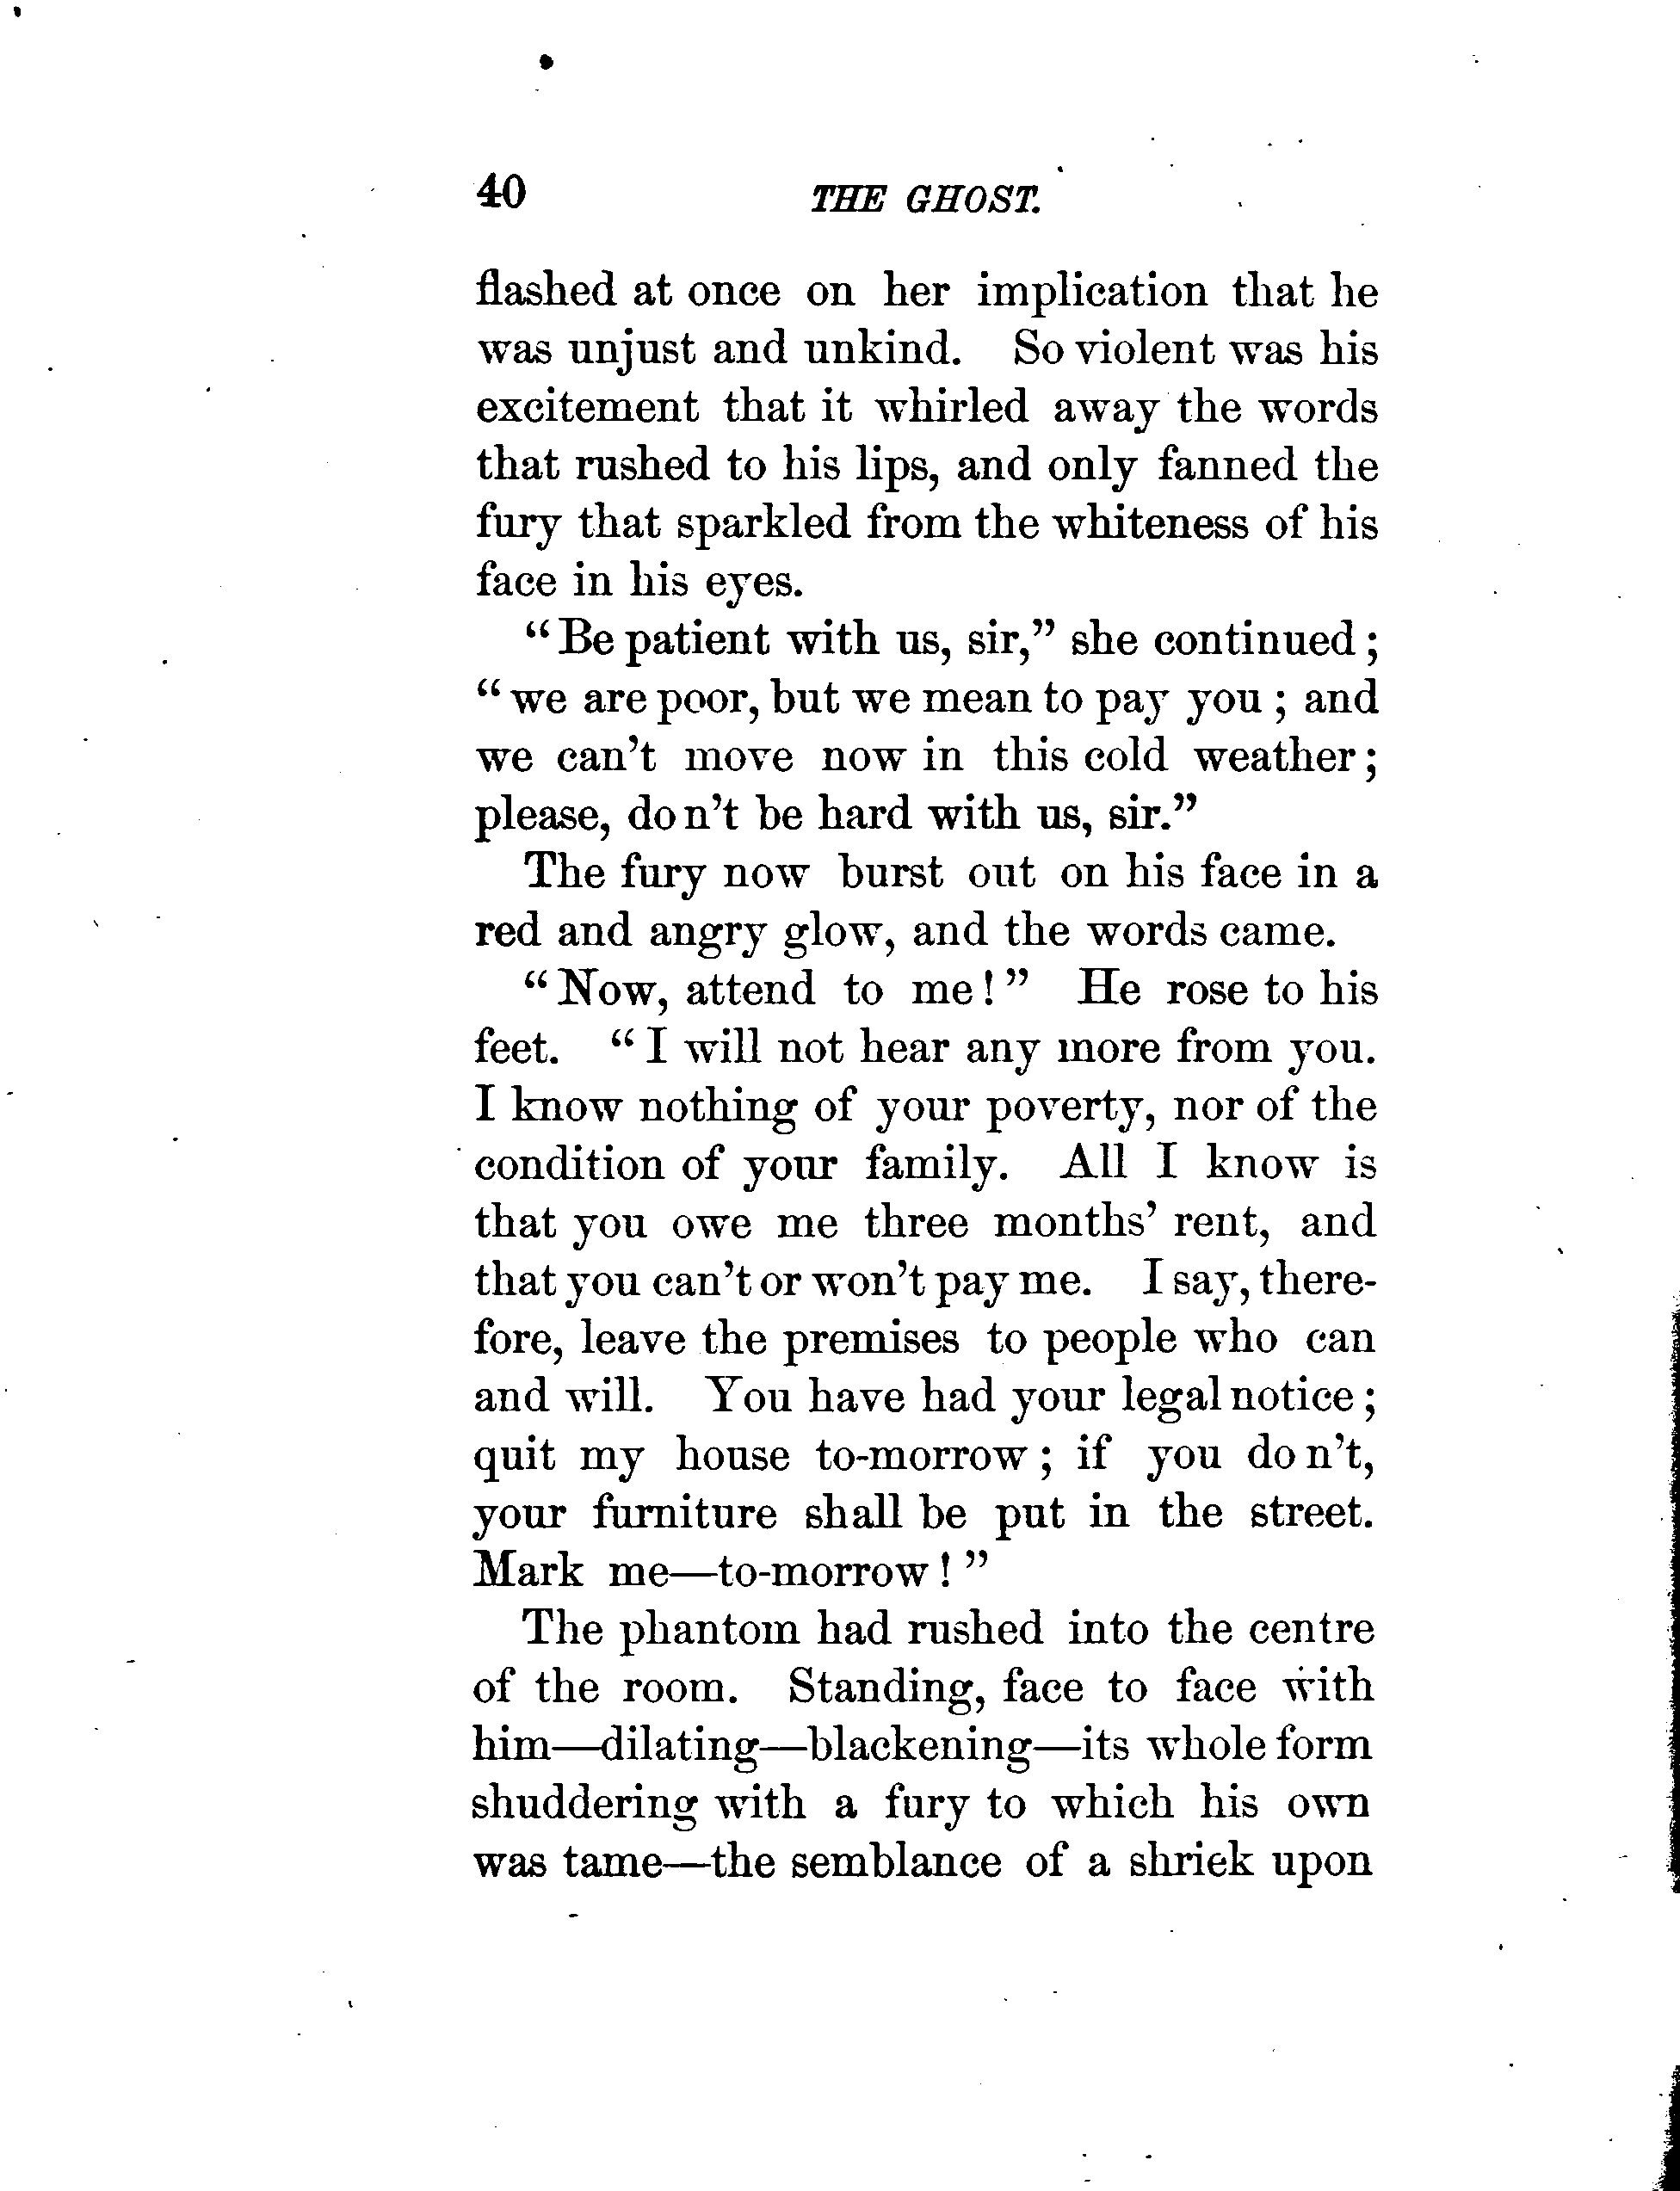 40 THE GHOST.
flashed at once on her implication that he
was unjust and unkind. So violent was his
excitement that it whirled away the words
that rushed to his lips, and only fanned the
fury that sparkled from the whiteness of his
face in his eyes.
“Be patient with us, sir,” she continued;
“we are poor, but we mean to pay you; and
we can't move now in this cold weather;
please, do n't be hard with us, sir.”
The fury now burst out on his face in a
red and angry glow, and the words came.
“Now, attend to me!” He rose to his
feet. “I will not hear any more from you.
I know nothing of your poverty, nor of the
condition of your family. All I know is
that you owe me three months' rent, and
that you can't or won't pay me. I say, there-
fore, leave the premises to people who can
and will. You have had your legal notice;
quit my house to-morrow; if you do n't,
your furniture shall be put in the street.
Mark me—to-morrow!”
The phantom had rushed into the centre
of the room. Standing, face to face with
him—dilating—blackening—its whole form
shuddering with a fury to which his own
was tame—the semblance of a shriek upon